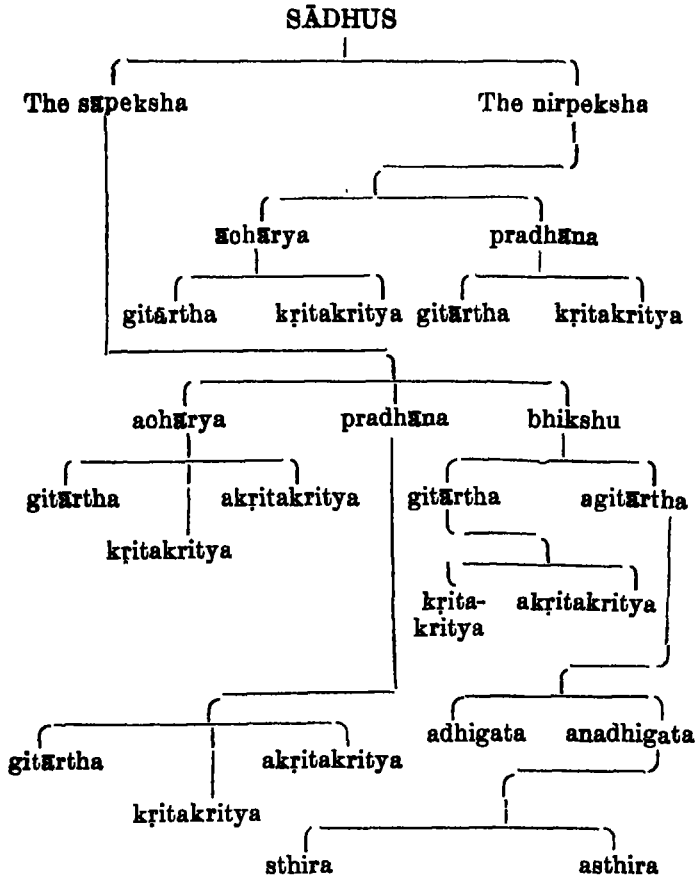 SĀDHUS
The sāpeksha The nirpeksha
āchārya pradhāna
gitārtha kṛitakritya gitārtha kṛitakritya
achārya pradhāna bhikshu
gitārtha akṛitakritya gitārtha agitārtha
kṛitakritya
kṛita- akṛitakritya
kritya
adhigata anadhigata
gitārtha akṛitakritya
kṛitakritya
sthira asthira